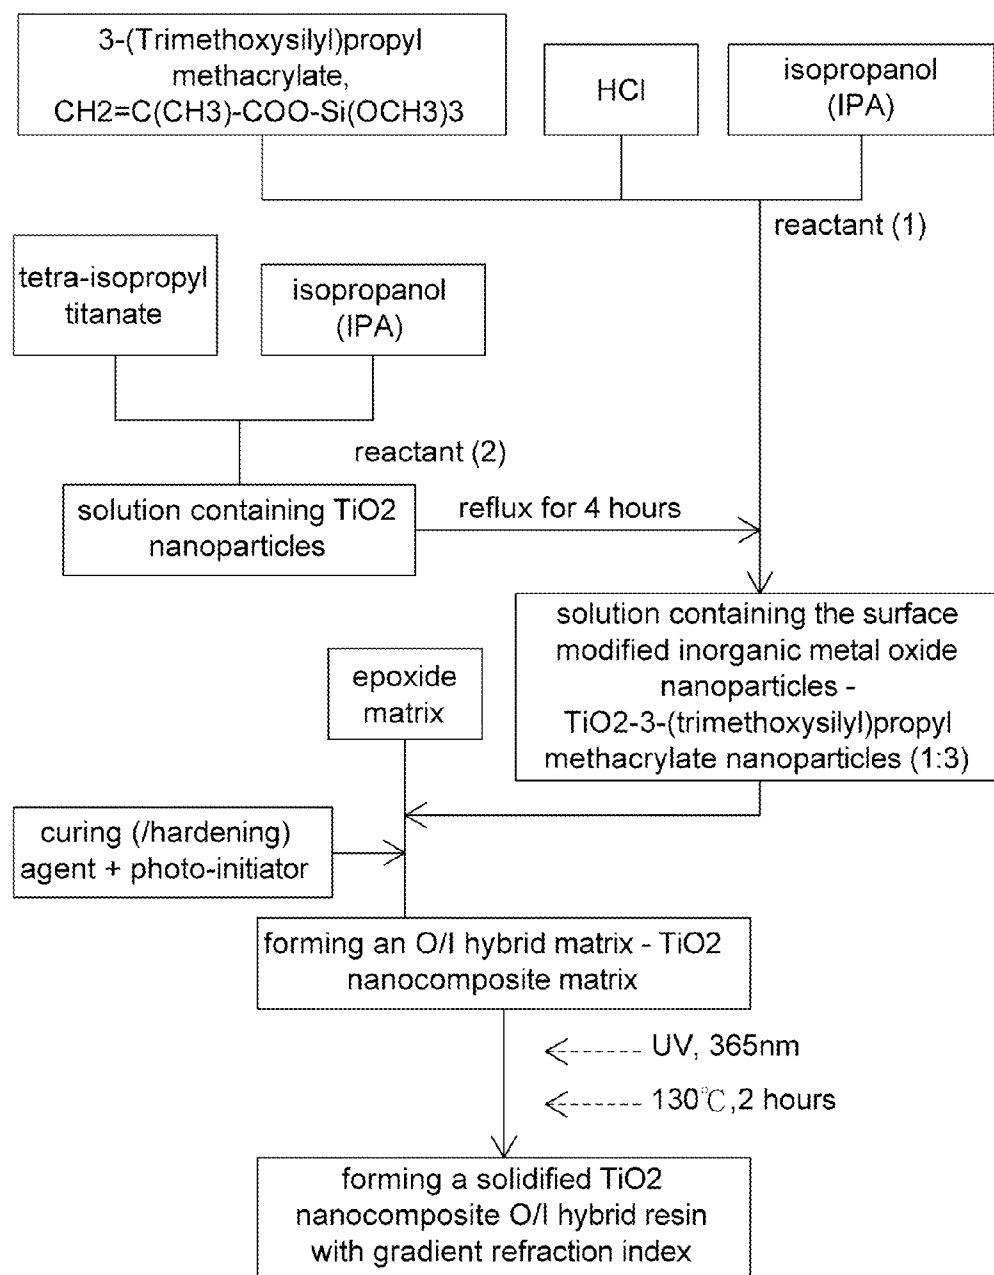 3-(Trimethoxysilyl)propyl
methacrylate,
CH2=C(CH3)-COO-Si(OCH3)3
HCl
isopropanol
(IPA)
reactant (1)
tetra-isopropyl
titanate
isopropanol
(IPA)
reactant (2)
solution containing TiO2
nanoparticles
reflux for 4 hours
solution containing the surface
modified inorganic metal oxide
nanoparticles -
TiO2-3-(trimethoxysilyl)propyl
methacrylate nanoparticles (1:3)
epoxide
matrix
curing (/hardening)
agent + photo-initiator
forming an O/I hybrid matrix - TiO2
nanocomposite matrix
UV, 365nm
130℃,2 hours
forming a solidified TiO2
nanocomposite O/I hybrid resin
with gradient refraction index